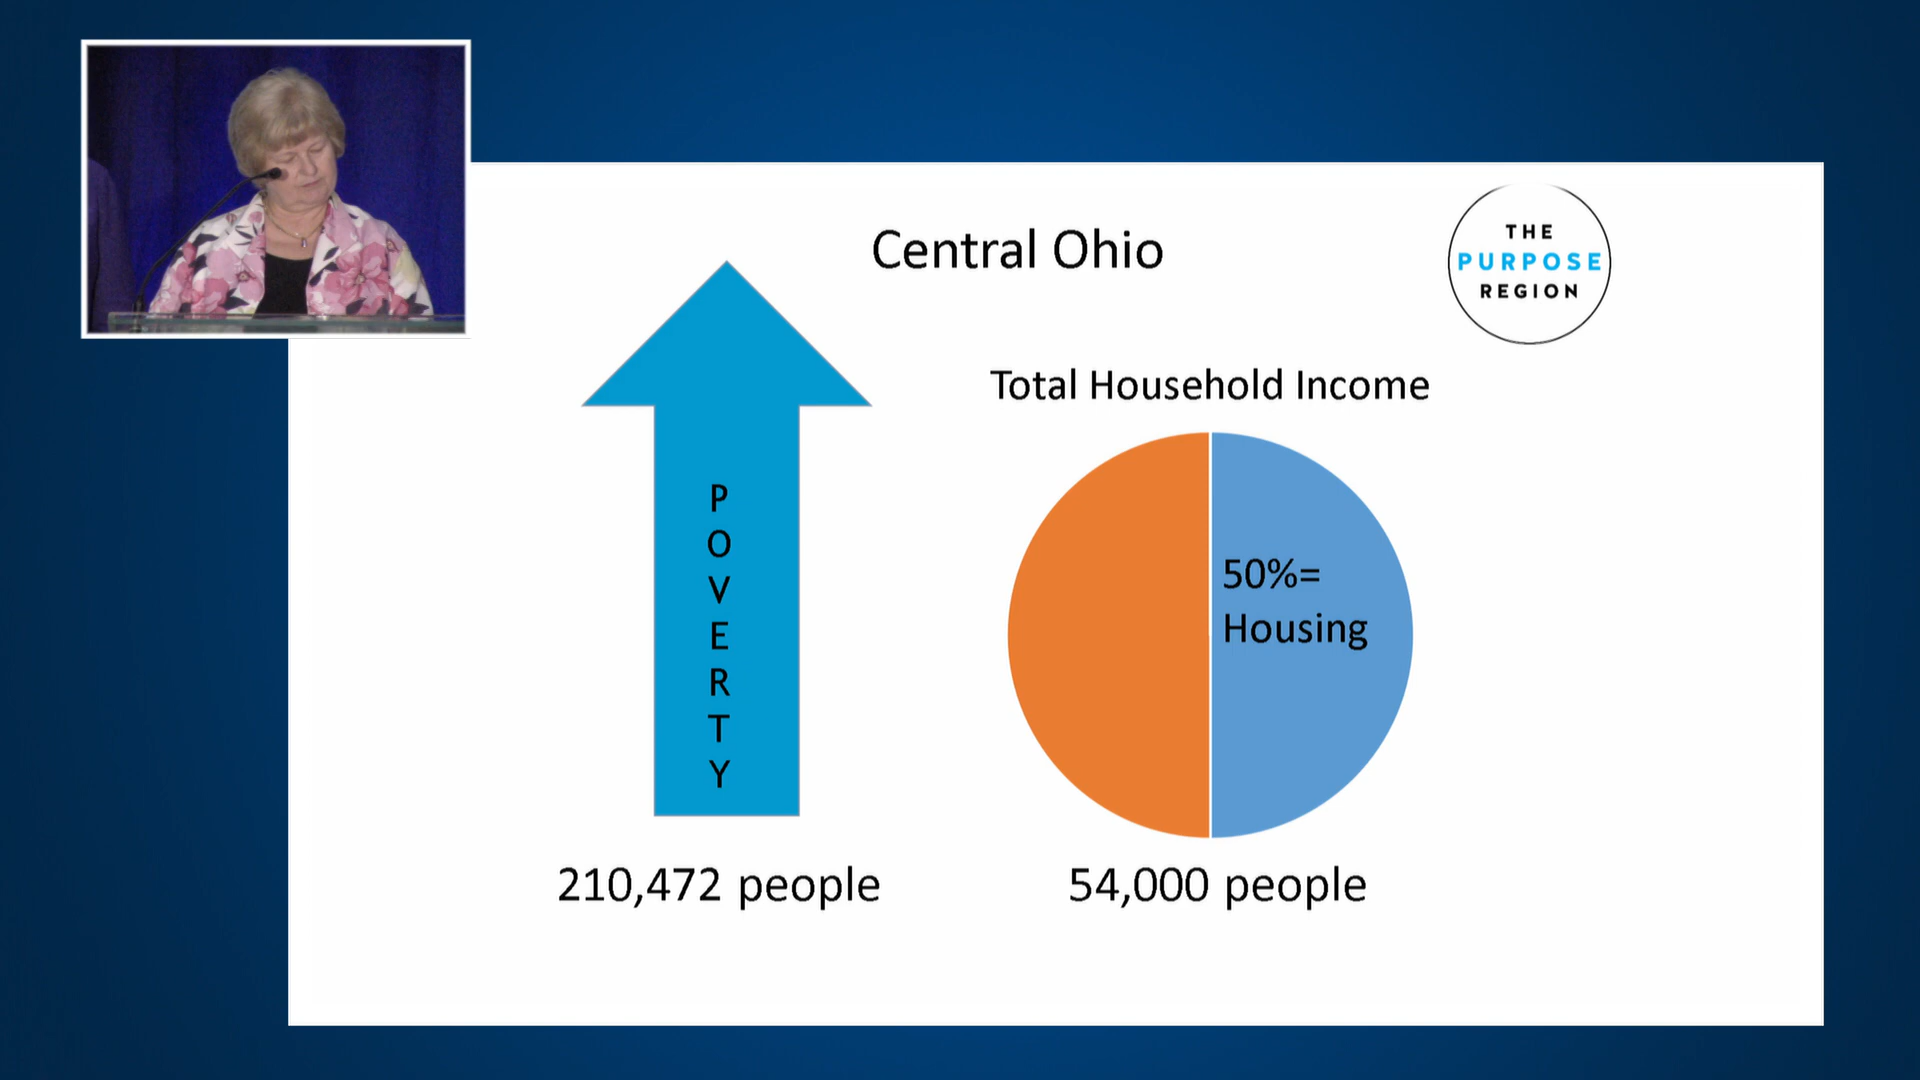 Central Ohio
THE
PURPOSE
REGION
P
O
V
E
R
T
Y
210,472 people
Total Household Income
50%=
Housing
54,000 people